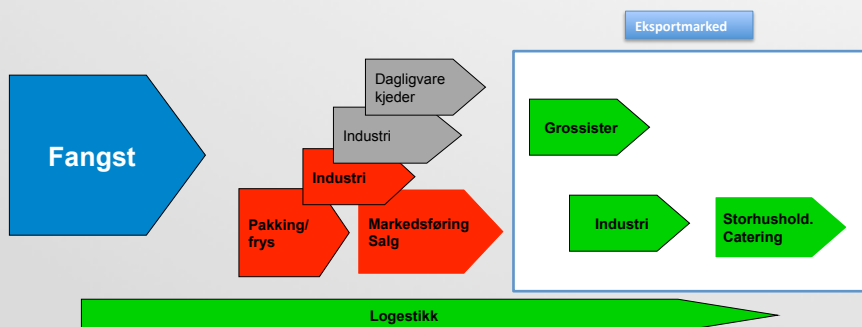 Eksportmarked
Dagligvare
kjeder
Grossister
Industri
Fangst
Industri
Pakking/
frys
Markedsføring
Salg
Industri
Storhushold.
Catering
Logestikk